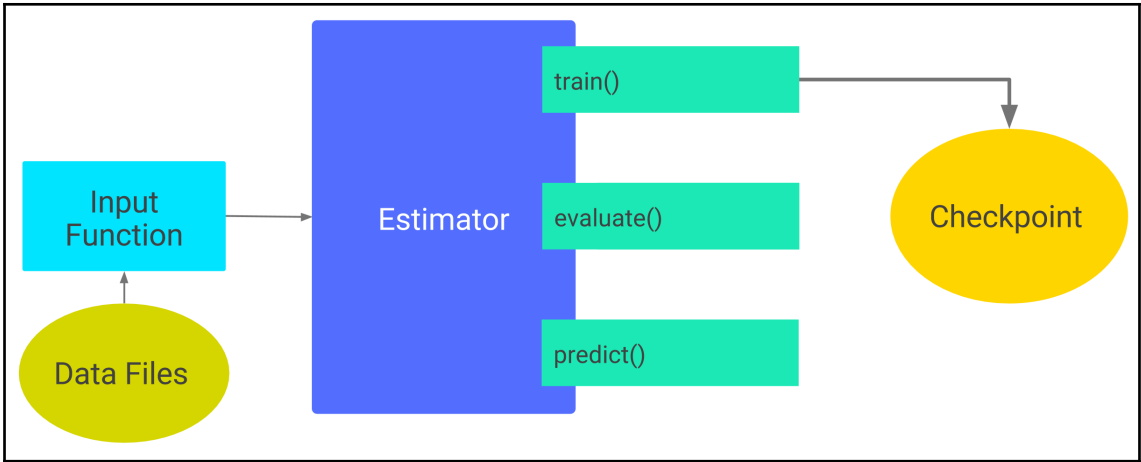 train()
Input
Function
Estimator
evaluate()
Checkpoint
Data Files
predict()